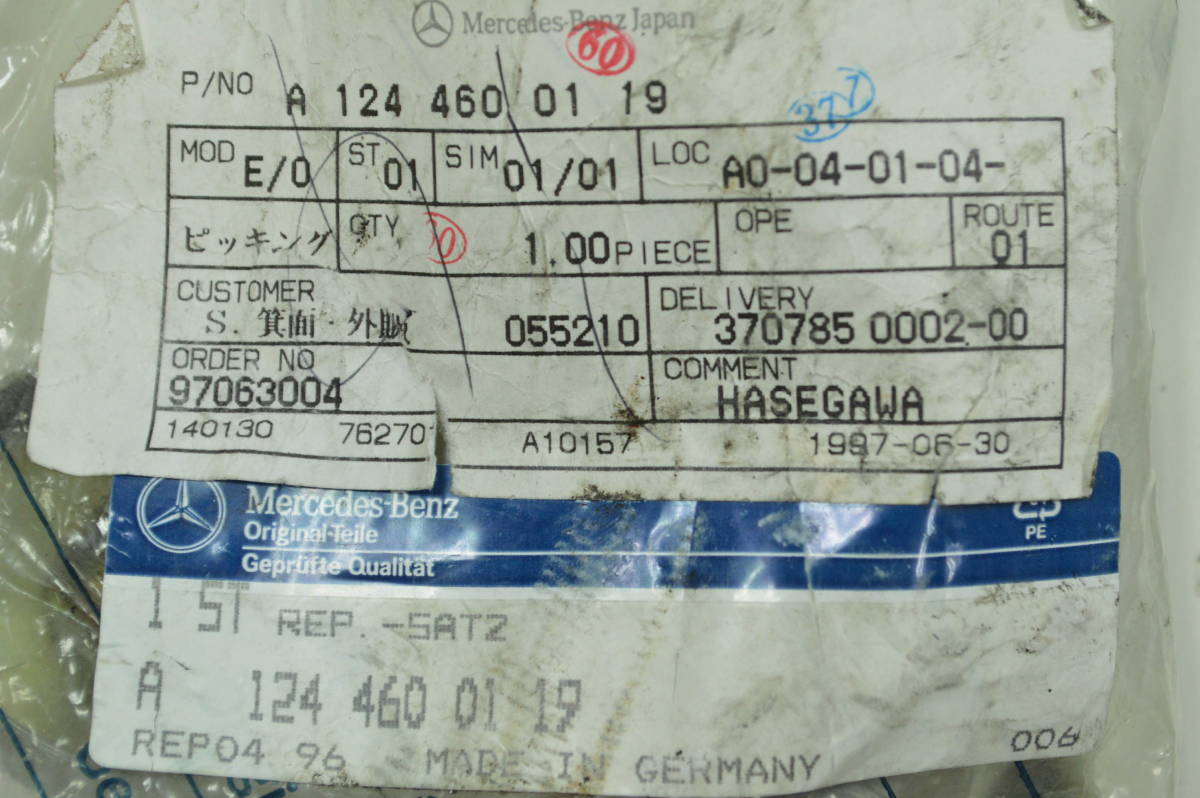 Mercedes-Benz Japan
60
P/NO A 124 460 01 19
377
MOD E/0 ST 01 SIM 01/01 LOC A0-04-01-04-
ピッキング QTY 1.00 PIECE OPE ROUTE 01
CUSTOMER S. 箕面・外販 055210 DELIVERY 370785 0002-00
ORDER NO 97063004 COMMENT HASEGAWA
140130 76270 A10157 1997-06-30
Mercedes-Benz
Original-Teile
Geprüfte Qualität
PE
1 ST REP.-SATZ
A 124 460 01 19
REP04 96 MADE IN GERMANY 006